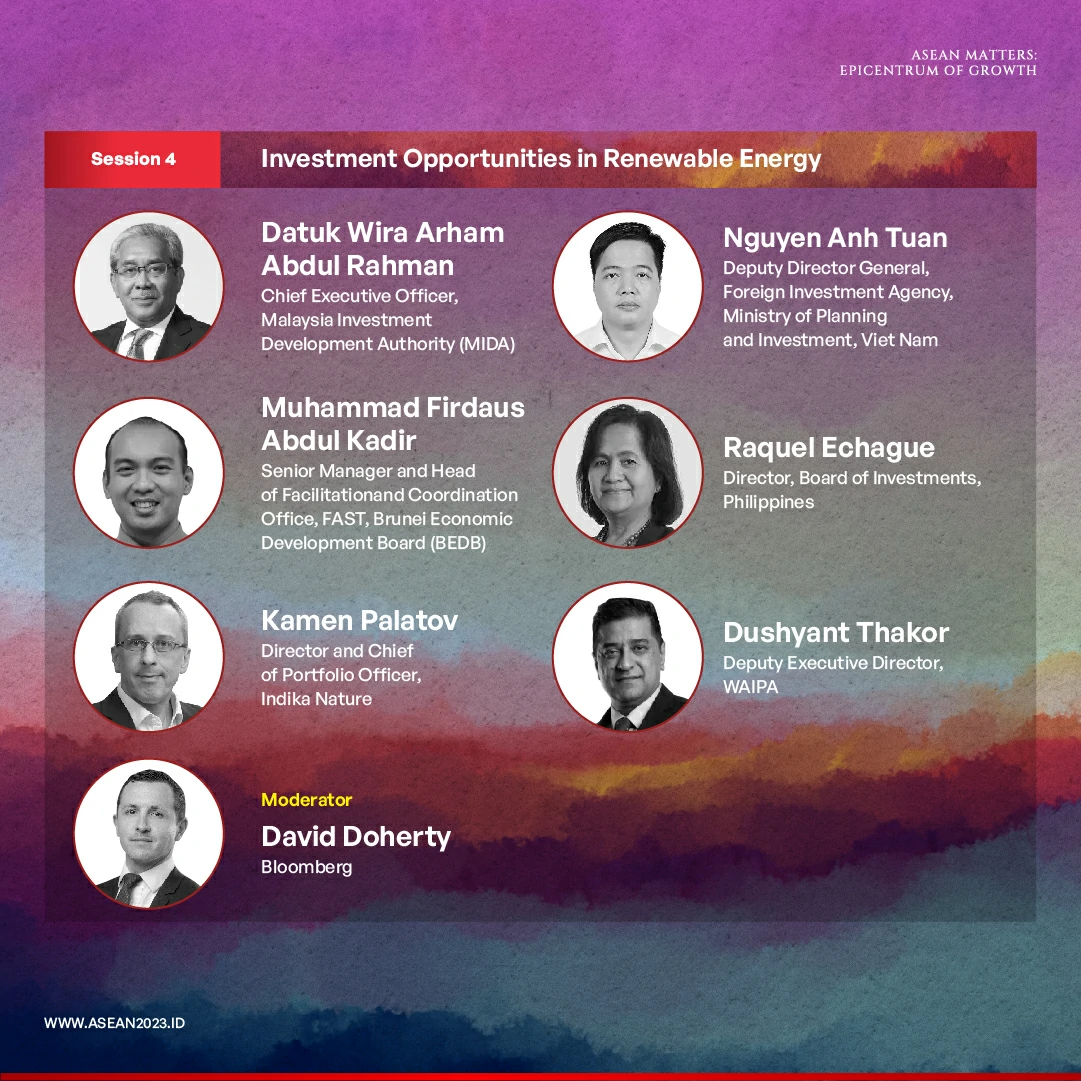 ASEAN MATTERS:
EPICENTRUM OF GROWTH
Session 4
Investment Opportunities in Renewable Energy
Datuk Wira Arham
Abdul Rahman
Chief Executive Officer,
Malaysia Investment
Development Authority (MIDA)
Nguyen Anh Tuan
Deputy Director General,
Foreign Investment Agency,
Ministry of Planning
and Investment, Viet Nam
Muhammad Firdaus
Abdul Kadir
Senior Manager and Head
of Facilitationand Coordination
Office, FAST, Brunei Economic
Development Board (BEDB)
Raquel Echague
Director, Board of Investments,
Philippines
Kamen Palatov
Director and Chief
of Portfolio Officer,
Indika Nature
Dushyant Thakor
Deputy Executive Director,
WAIPA
Moderator
David Doherty
Bloomberg
WWW.ASEAN2023.ID